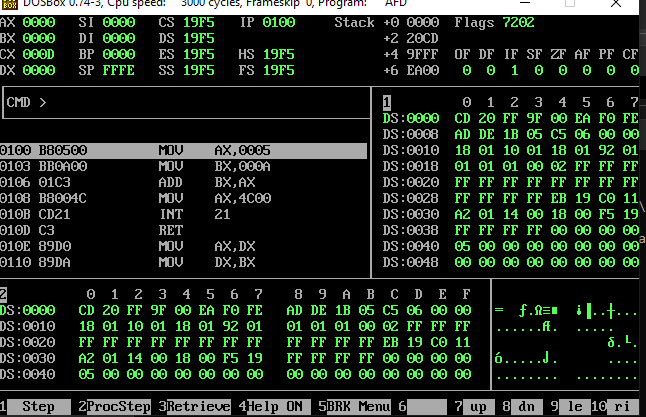 DOSBox 0.74-3, Cpu speed: 3000 cycles, Frameskip 0, Program: AFD
AX 0000 SI 0000 CS 19F5 IP 0100 Stack +0 0000 Flags 7202
BX 0000 DI 0000 DS 19F5 +2 20CD
CX 000D BP 0000 ES 19F5 HS 19F5 +4 9FFF OF DF IF SF ZF AF PF CF
DX 0000 SP FFFE SS 19F5 FS 19F5 +6 EA00 0 0 1 0 0 0 0 0
CMD >
1 0 1 2 3 4 5 6 7
DS:0000 CD 20 FF 9F 00 EA F0 FE
DS:0008 AD DE 1B 05 C5 06 00 00
0100 B80500 MOV AX,0005 DS:0010 18 01 10 01 18 01 92 01
0103 BB0A00 MOV BX,000A DS:0018 01 01 01 00 02 FF FF FF
0106 01C3 ADD BX,AX DS:0020 FF FF FF FF FF FF FF FF
0108 B8004C MOV AX,4C00 DS:0028 FF FF FF FF EB 19 C0 11
010B CD21 INT 21 DS:0030 A2 01 14 00 18 00 F5 19
010D C3 RET DS:0038 FF FF FF FF 00 00 00 00
010E 89D0 MOV AX,DX DS:0040 05 00 00 00 00 00 00 00
0110 89DA MOV DX,BX DS:0048 00 00 00 00 00 00 00 00
2 0 1 2 3 4 5 6 7 8 9 A B C D E F
DS:0000 CD 20 FF 9F 00 EA F0 FE AD DE 1B 05 C5 06 00 00
DS:0010 18 01 10 01 18 01 92 01 01 01 01 00 02 FF FF FF
DS:0020 FF FF FF FF FF FF FF FF FF FF FF FF EB 19 C0 11
DS:0030 A2 01 14 00 18 00 F5 19 FF FF FF FF 00 00 00 00
DS:0040 05 00 00 00 00 00 00 00 00 00 00 00 00 00 00 00
1 Step 2ProcStep 3Retrieve 4Help ON 5BRK Menu 6 7 up 8 dn 9 le 10 ri